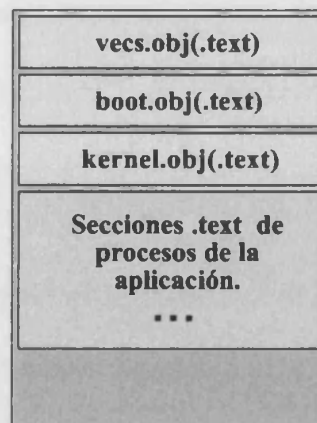 vecs.obj(.text)
boot.obj(.text)
kernel.obj(.text)
Secciones .text de
procesos de la
aplicación.
...